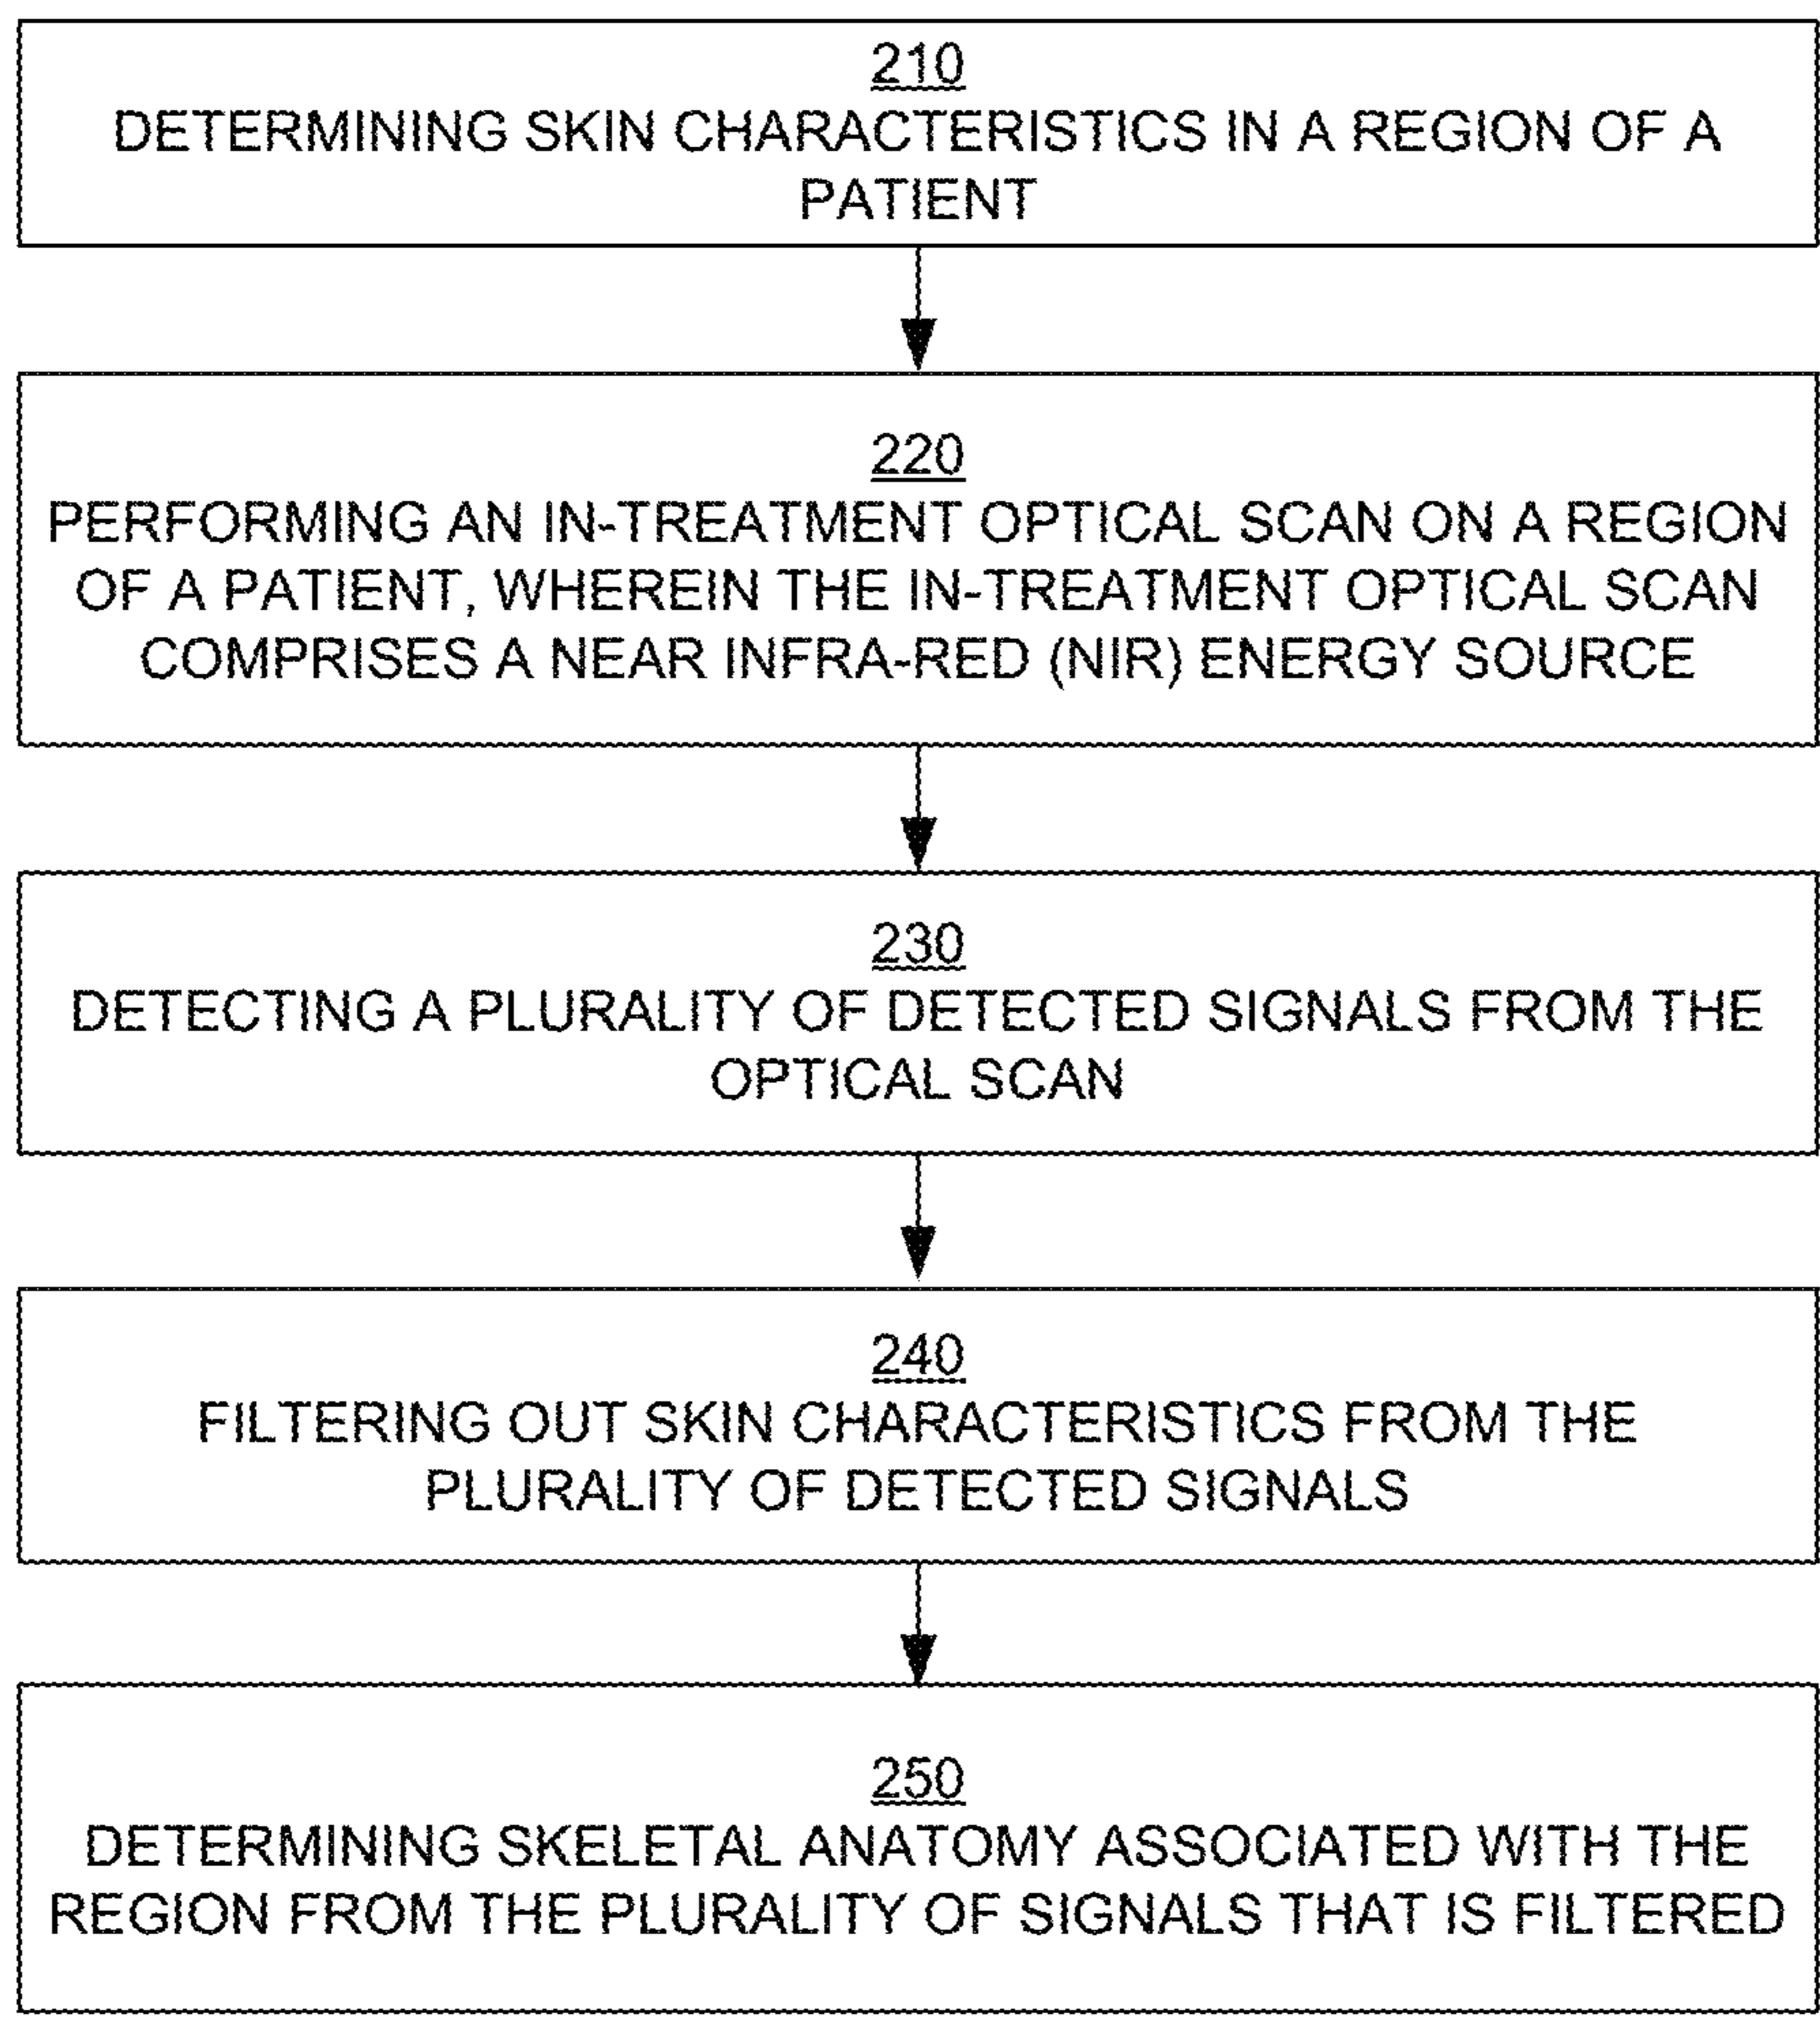 210
DETERMINING SKIN CHARACTERISTICS IN A REGION OF A
PATIENT
220
PERFORMING AN IN-TREATMENT OPTICAL SCAN ON A REGION
OF A PATIENT, WHEREIN THE IN-TREATMENT OPTICAL SCAN
COMPRISES A NEAR INFRA-RED (NIR) ENERGY SOURCE
230
DETECTING A PLURALITY OF DETECTED SIGNALS FROM THE
OPTICAL SCAN
240
FILTERING OUT SKIN CHARACTERISTICS FROM THE
PLURALITY OF DETECTED SIGNALS
250
DETERMINING SKELETAL ANATOMY ASSOCIATED WITH THE
REGION FROM THE PLURALITY OF SIGNALS THAT IS FILTERED